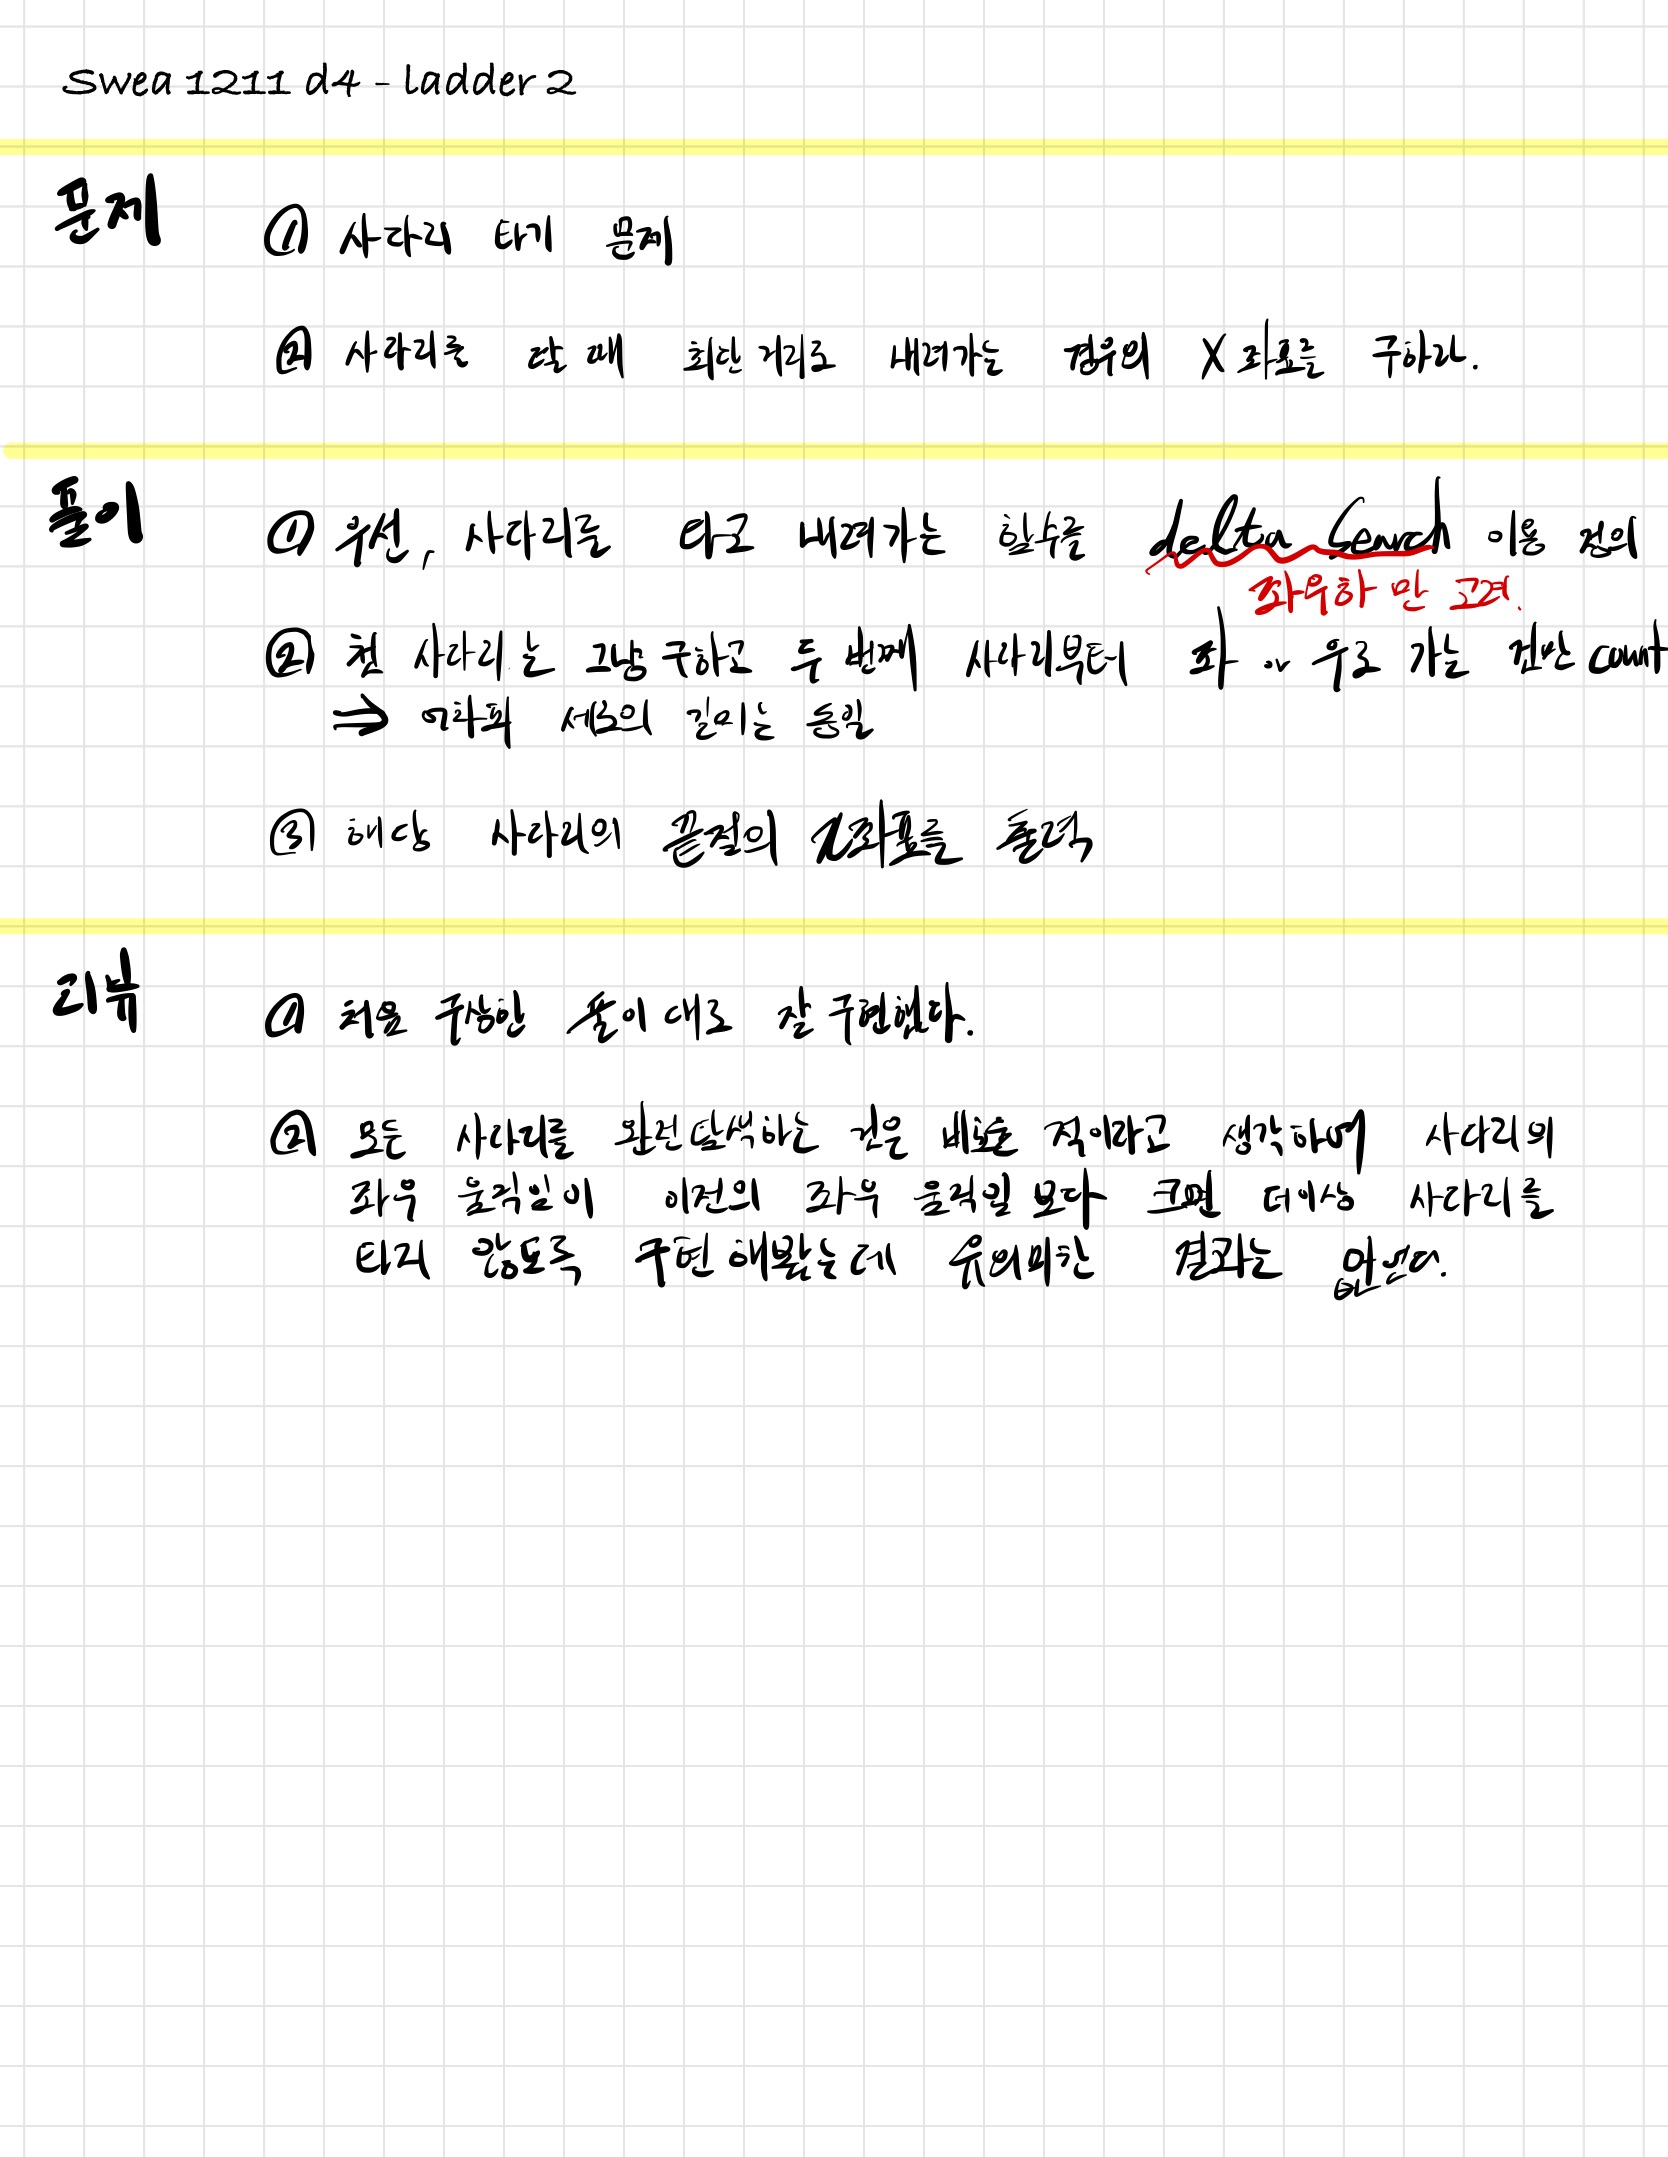 Swea 1211 d4 - ladder 2
문제
① 사다리 타기 문제
② 사다리를 탈 때 최단 거리로 내려가는 경우의 X 좌표를 구하라.
풀이
① 우선, 사다리를 타고 내려가는 함수를 delta Search 이용 정의
좌우하 만 고려.
② 첫 사다리는 그냥 구하고 두 번째 사다리부터 좌 or 우로 가는 것만 count
⇒ 어차피 세로의 길이는 동일
③ 해당 사다리의 끝점의 x좌표를 출력
리뷰
① 처음 구상한 풀이 대로 잘 구현했다.
② 모든 사다리를 완전탐색하는 것은 비효율 적이라고 생각하여 사다리의
좌우 움직임이 이전의 좌우 움직임 보다 크면 더이상 사다리를
타지 않도록 구현 해봤는데 유의미한 결과는 없었다.